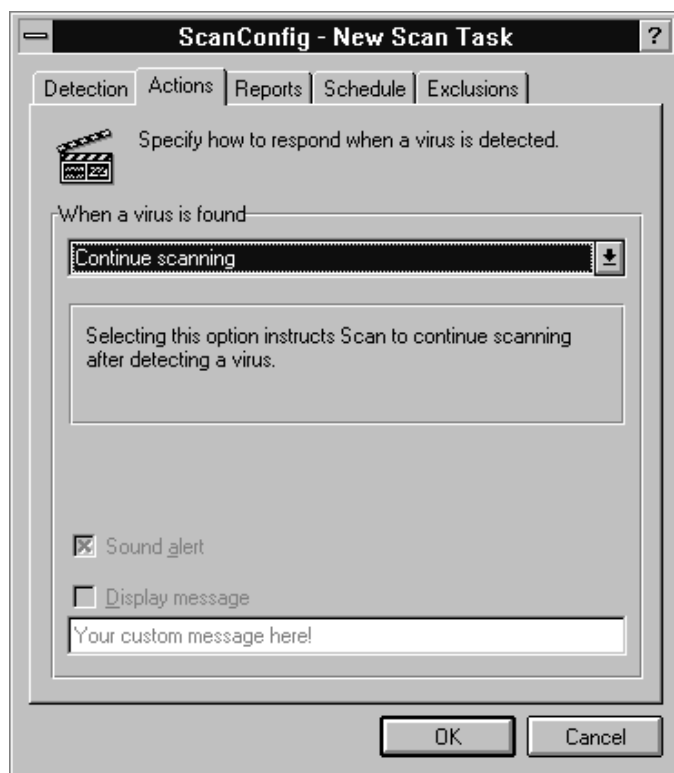 ScanConfig - New Scan Task
?
Detection Actions Reports Schedule Exclusions
Specify how to respond when a virus is detected.
When a virus is found
Continue scanning
Selecting this option instructs Scan to continue scanning
after detecting a virus.
Sound alert
Display message
Your custom message here!
OK Cancel